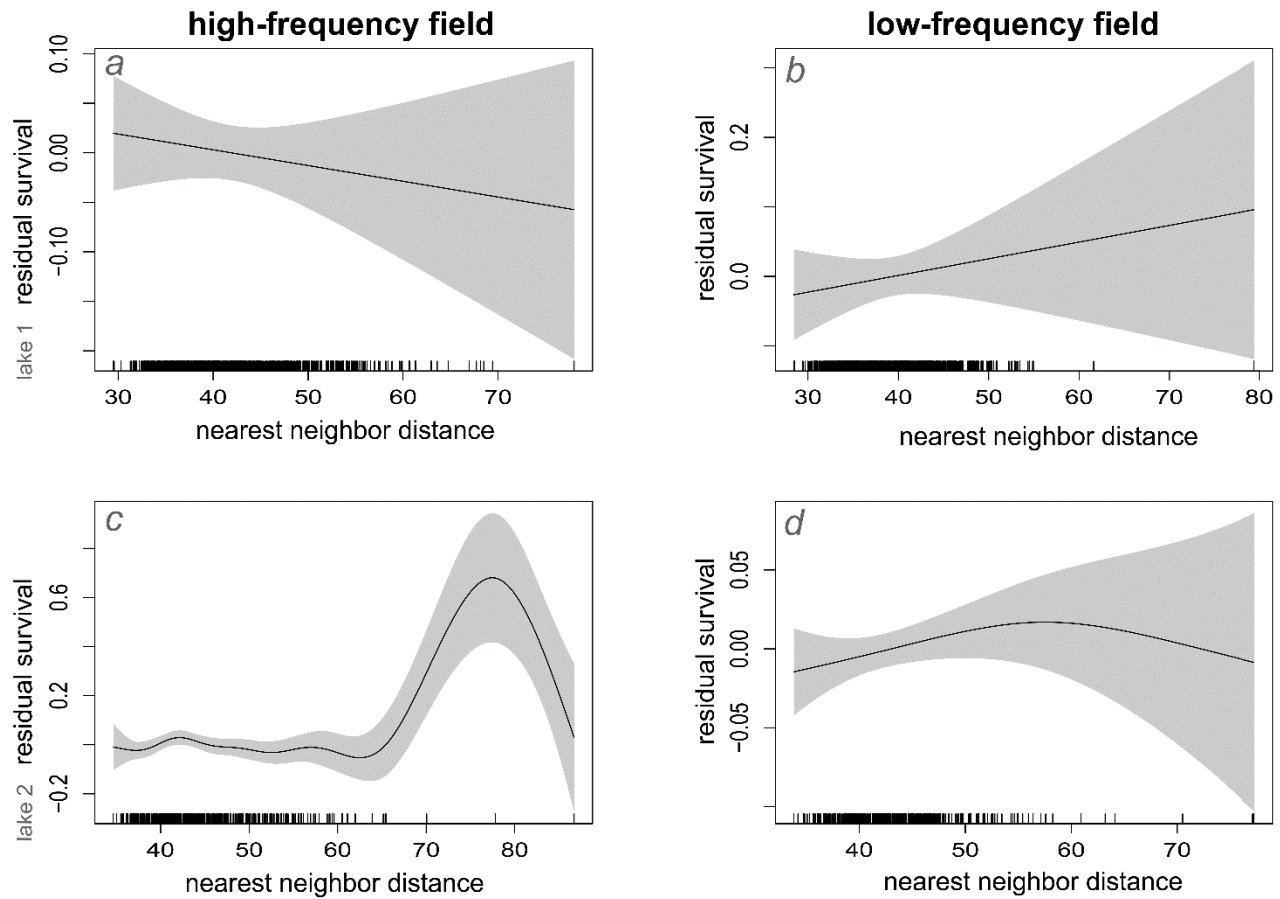 high-frequency field
low-frequency field
a
0.10
0.00
−0.10
lake 1 residual survival
30 40 50 60 70
nearest neighbor distance
b
0.2
0.0
residual survival
30 40 50 60 70 80
nearest neighbor distance
c
0.6
0.2
−0.2
lake 2 residual survival
40 50 60 70 80
nearest neighbor distance
d
0.05
0.00
−0.05
residual survival
40 50 60 70
nearest neighbor distance